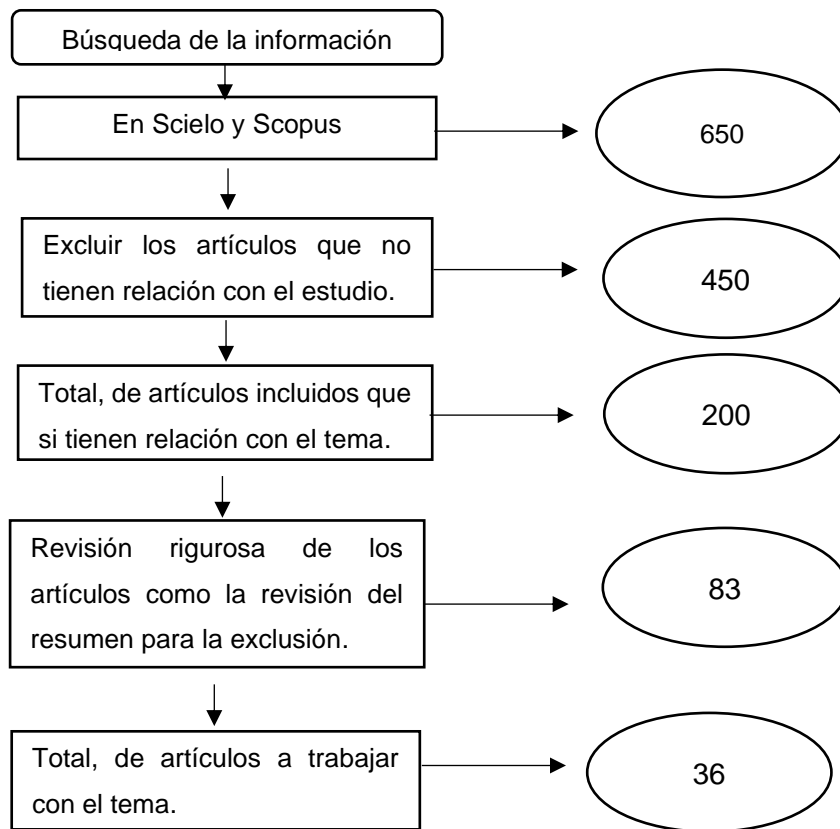 Búsqueda de la información
En Scielo y Scopus
650
Excluir los artículos que no
tienen relación con el estudio.
450
Total, de artículos incluidos que
si tienen relación con el tema.
200
Revisión rigurosa de los
artículos como la revisión del
resumen para la exclusión.
83
Total, de artículos a trabajar
con el tema.
36